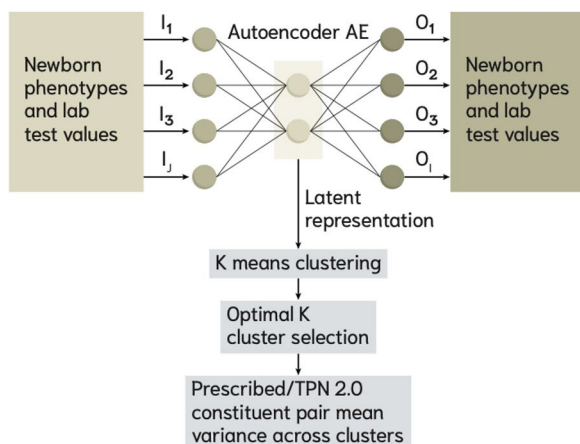 Autoencoder AE
Newborn
phenotypes
and lab
test values
I1
I2
I3
IJ
O1
O2
O3
OI
Newborn
phenotypes
and lab
test values
Latent
representation
K means clustering
Optimal K
cluster selection
Prescribed/TPN 2.0
constituent pair mean
variance across clusters